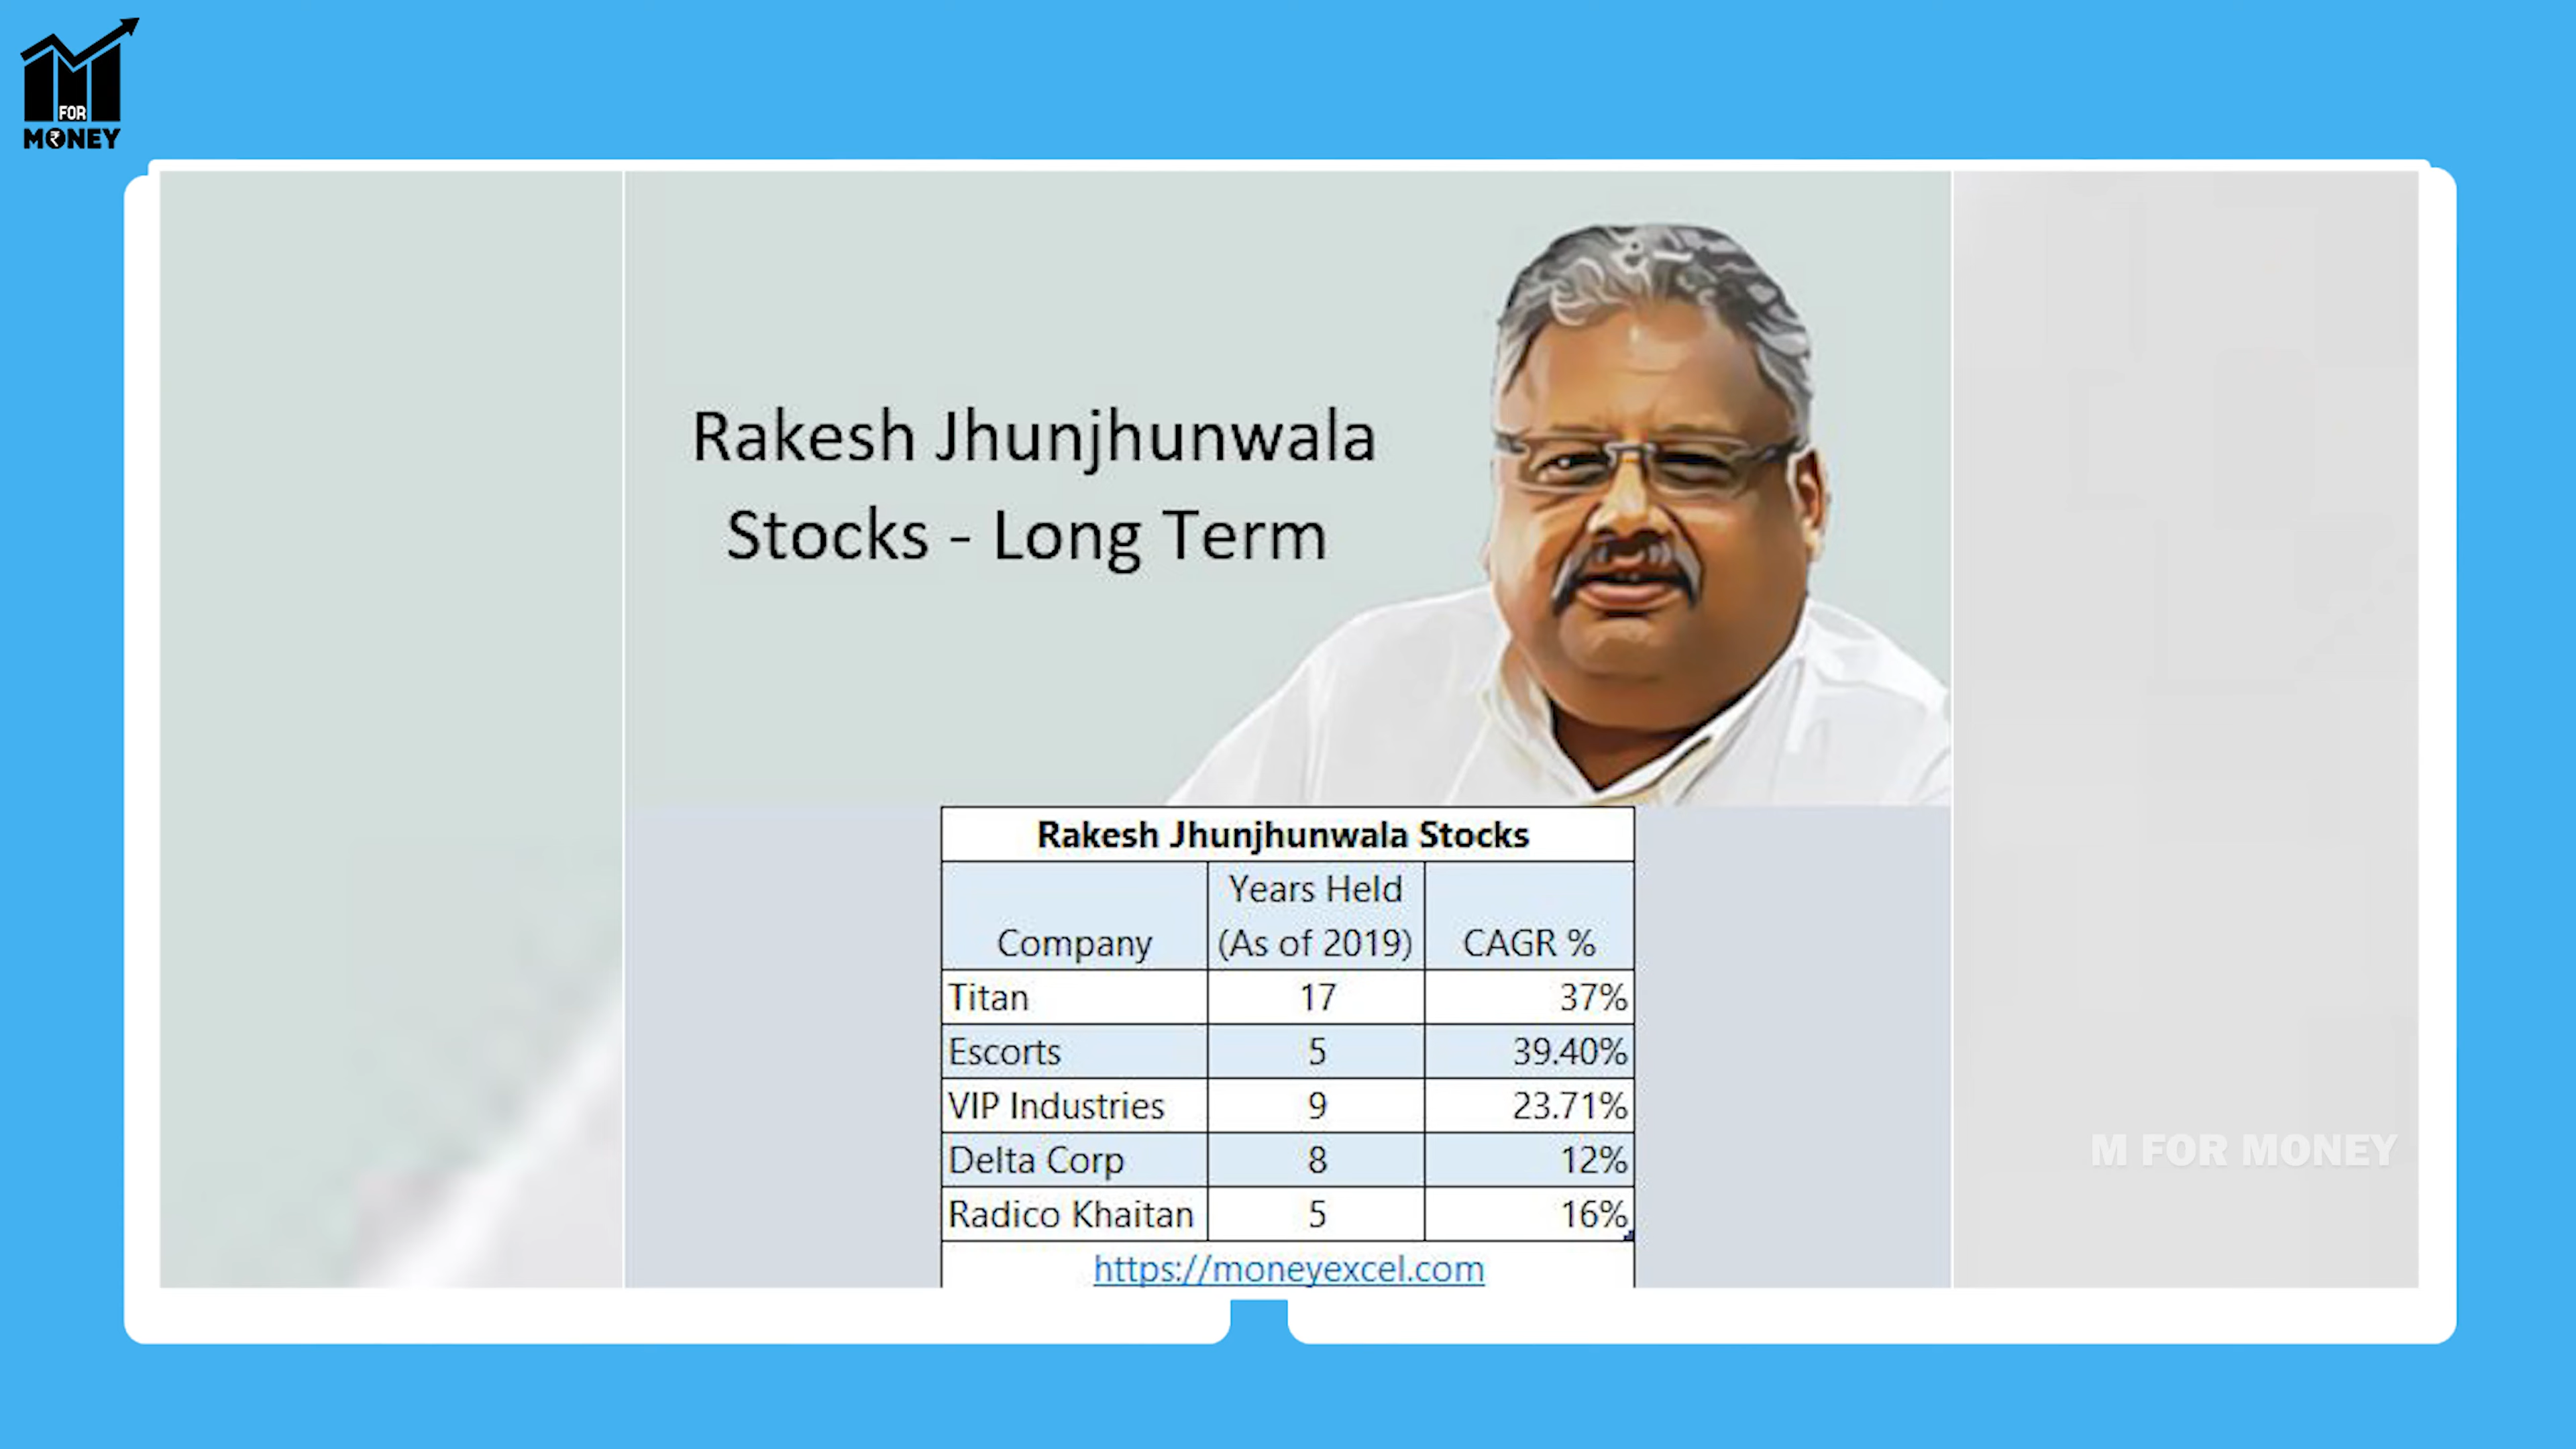 FOR
MONEY
Rakesh Jhunjhunwala
Stocks - Long Term
Rakesh Jhunjhunwala Stocks
Company Years Held (As of 2019) CAGR %
Titan 17 37%
Escorts 5 39.40%
VIP Industries 9 23.71%
Delta Corp 8 12%
Radico Khaitan 5 16%
https://moneyexcel.com
M FOR MONEY